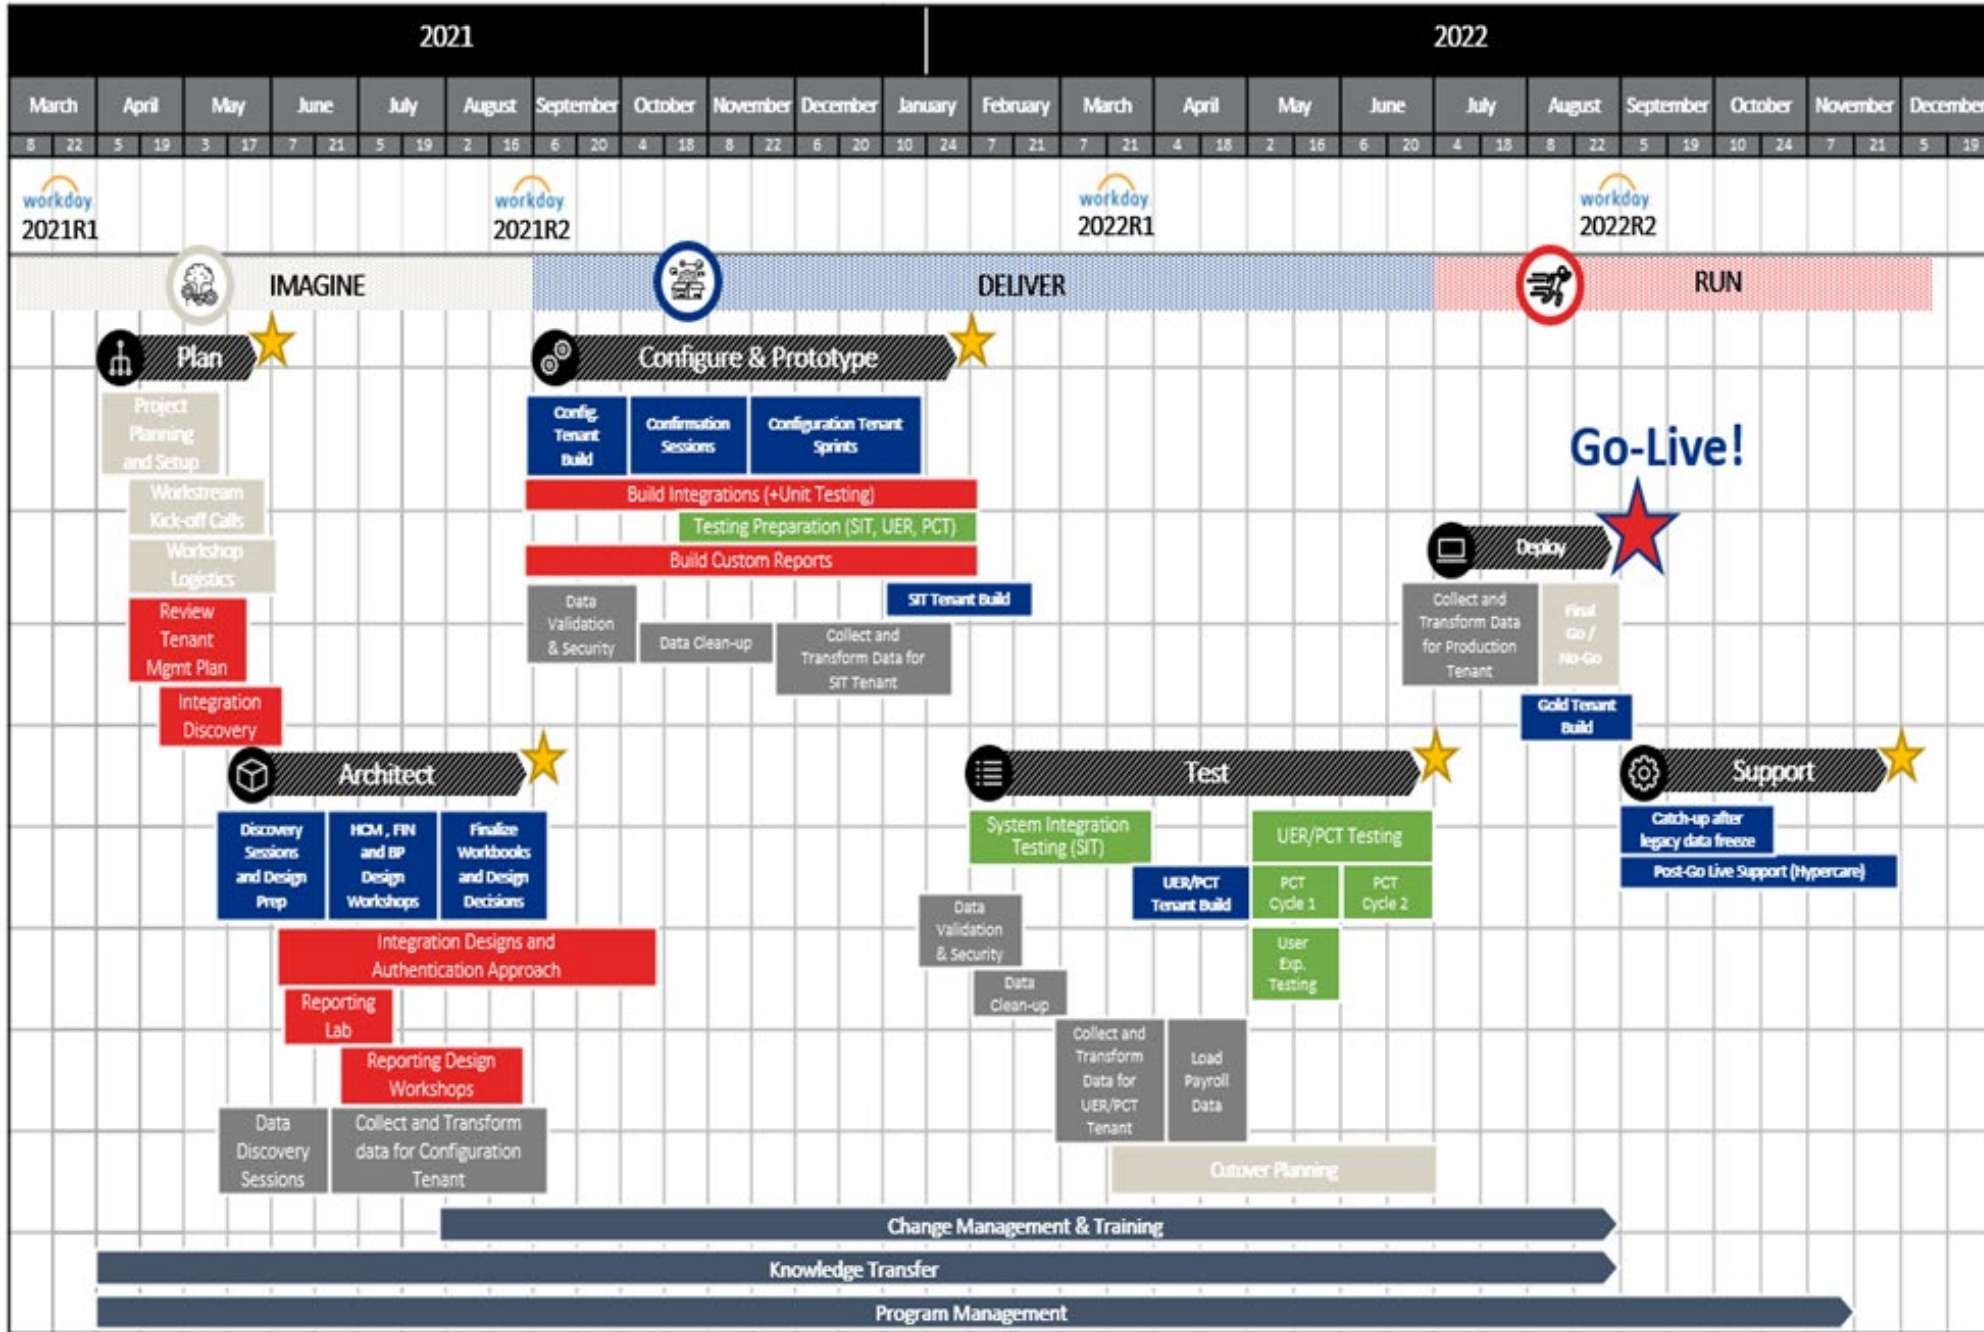 2021
2022
March April May June July August September October November December January February March April May June July August September October November December
8 22 5 19 3 17 7 21 5 19 2 16 6 20 4 18 8 22 6 20 10 24 7 21 7 21 4 18 2 16 6 20 4 18 8 22 5 19 10 24 7 21 5 19
workday.
2021R1
workday.
2021R2
workday.
2022R1
workday.
2022R2
IMAGINE
DELIVER
RUN
Plan
Project
Planning
and Setup
Workstream
Kick-off Calls
Workshop
Logistics
Review
Tenant
Mgmt Plan
Integration
Discovery
Configure & Prototype
Config.
Tenant
Build
Confirmation
Sessions
Configuration Tenant
Sprints
Build Integrations (+Unit Testing)
Testing Preparation (SIT, UER, PCT)
Build Custom Reports
SIT Tenant Build
Data
Validation
& Security
Data Clean-up
Collect and
Transform Data for
SIT Tenant
Go-Live!
Deploy
Collect and
Transform Data
for Production
Tenant
Final
Go /
No-Go
Gold Tenant
Build
Architect
Discovery
Sessions
and Design
Prep
HCM , FIN
and BP
Design
Workshops
Finalize
Workbooks
and Design
Decisions
Integration Designs and
Authentication Approach
Reporting
Lab
Reporting Design
Workshops
Data
Discovery
Sessions
Collect and Transform
data for Configuration
Tenant
Test
System Integration
Testing (SIT)
UER/PCT Testing
UER/PCT
Tenant Build
PCT
Cycle 1
PCT
Cycle 2
Data
Validation
& Security
User
Exp.
Testing
Data
Clean-up
Collect and
Transform
Data for
UER/PCT
Tenant
Load
Payroll
Data
Cutover Planning
Support
Catch-up after
legacy data freeze
Post-Go Live Support (Hypercare)
Change Management & Training
Knowledge Transfer
Program Management